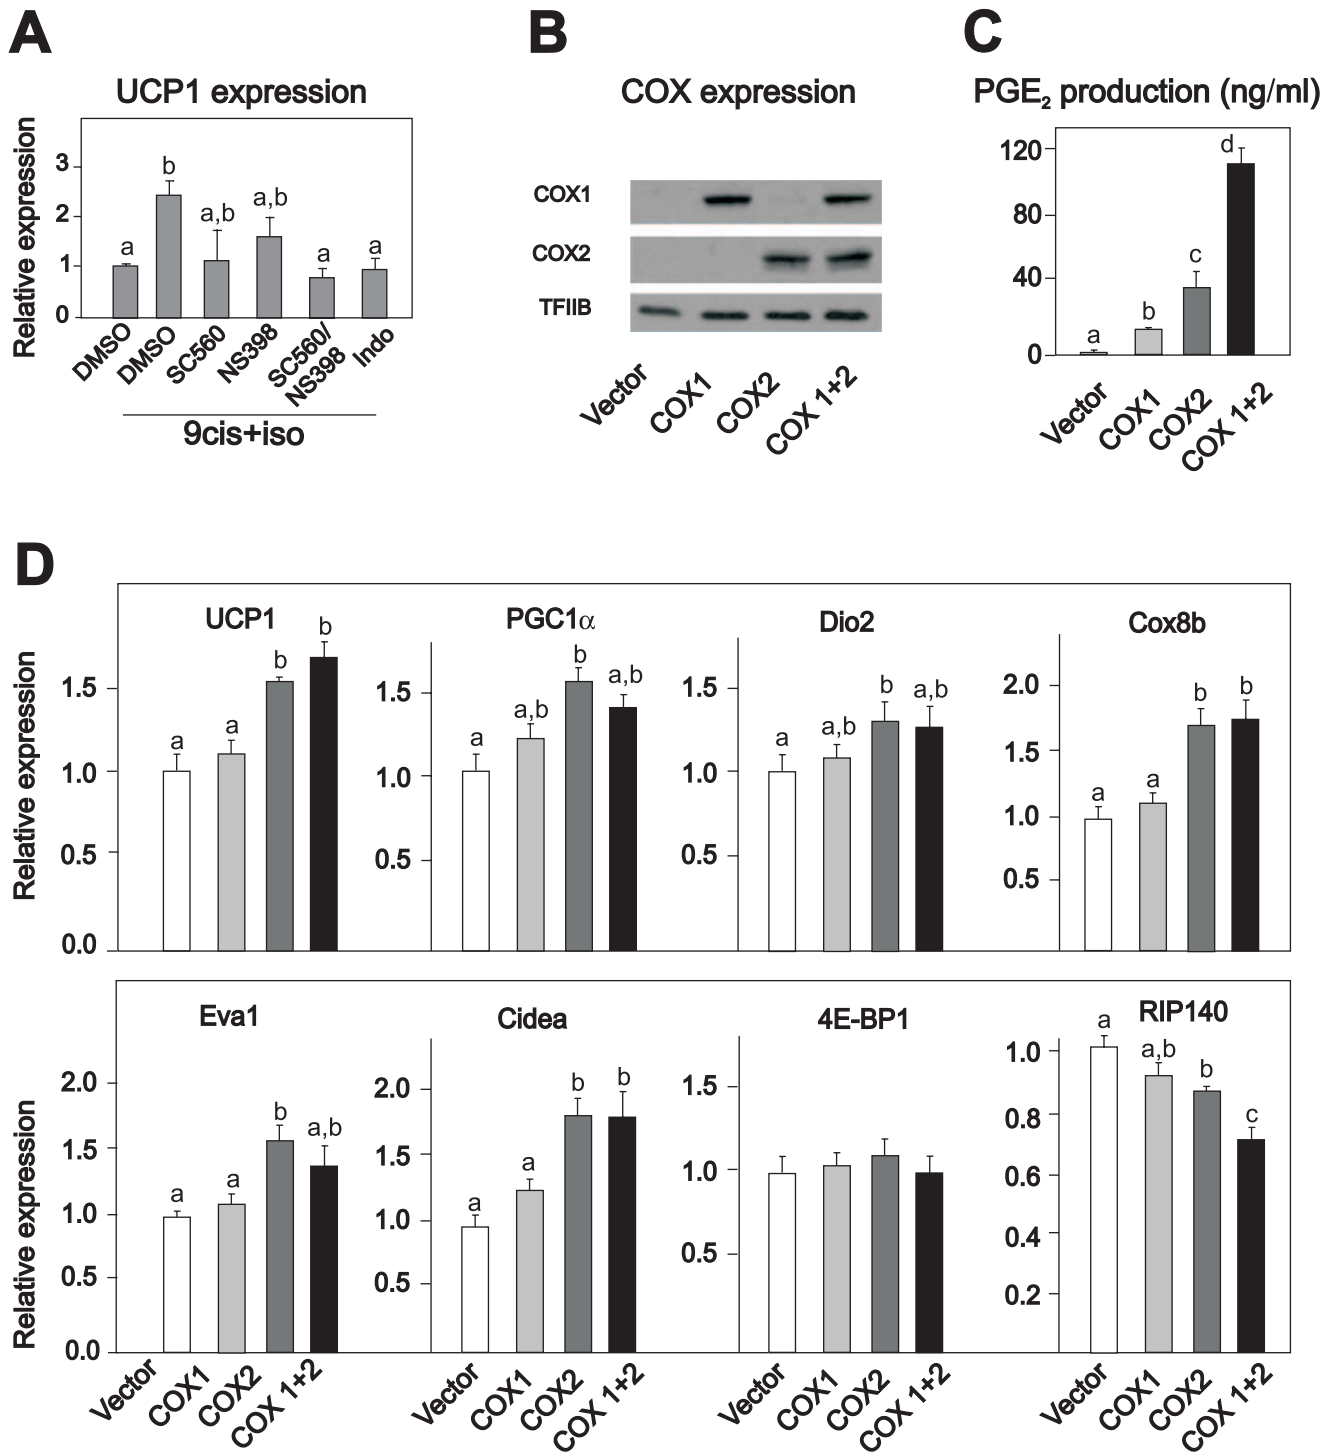 A
UCP1 expression
Relative expression
3
2
1
0
a
b
a,b
a,b
a
a
DMSO
DMSO
SC560
NS398
SC560/
NS398
Indo
9cis+iso
B
COX expression
COX1
COX2
TFIIB
Vector
COX1
COX2
COX 1+2
C
PGE2 production (ng/ml)
120
80
40
0
a
b
c
d
Vector
COX1
COX2
COX 1+2
D
Relative expression
UCP1
1.5
1.0
0.5
0.0
a
a
b
b
PGC1α
1.5
1.0
0.5
a
a,b
b
a,b
Dio2
1.5
1.0
0.5
a
a,b
b
a,b
Cox8b
2.0
1.5
1.0
0.5
a
a
b
b
Relative expression
Eva1
2.0
1.5
1.0
0.5
0.0
a
a
b
a,b
Vector
COX1
COX2
COX 1+2
Cidea
2.0
1.5
1.0
0.5
a
a
b
b
Vector
COX1
COX2
COX 1+2
4E-BP1
1.5
1.0
0.5
Vector
COX1
COX2
COX 1+2
RIP140
1.0
0.8
0.6
0.4
0.2
a
a,b
b
c
Vector
COX1
COX2
COX 1+2